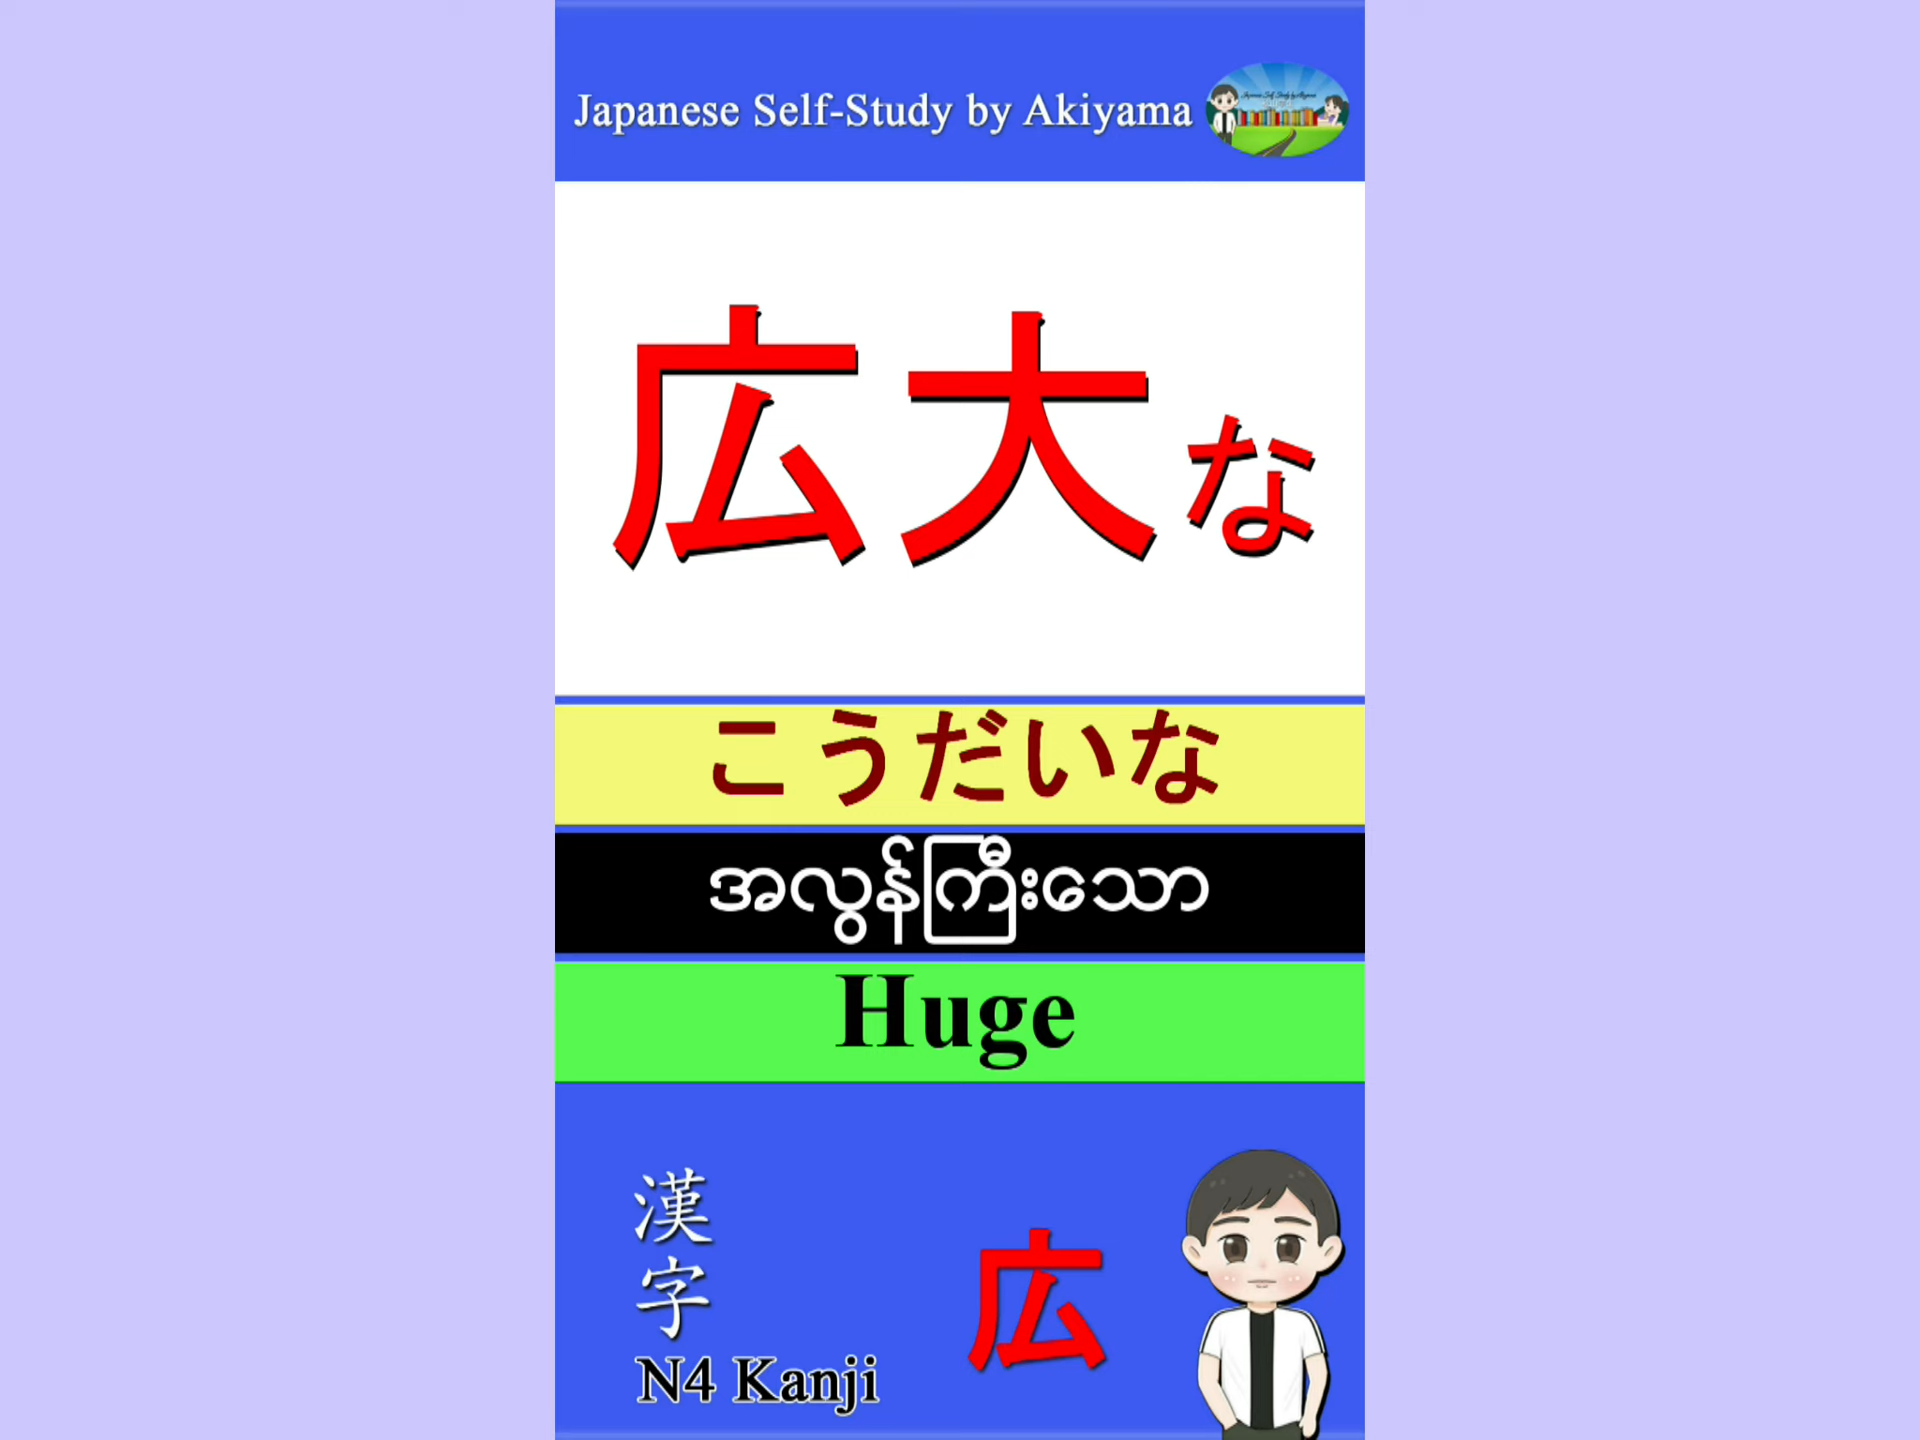 Japanese Self-Study by Akiyama
広大な
こうだいな
အလွန်ကြီးသော
Huge
漢字
N4 Kanji
広